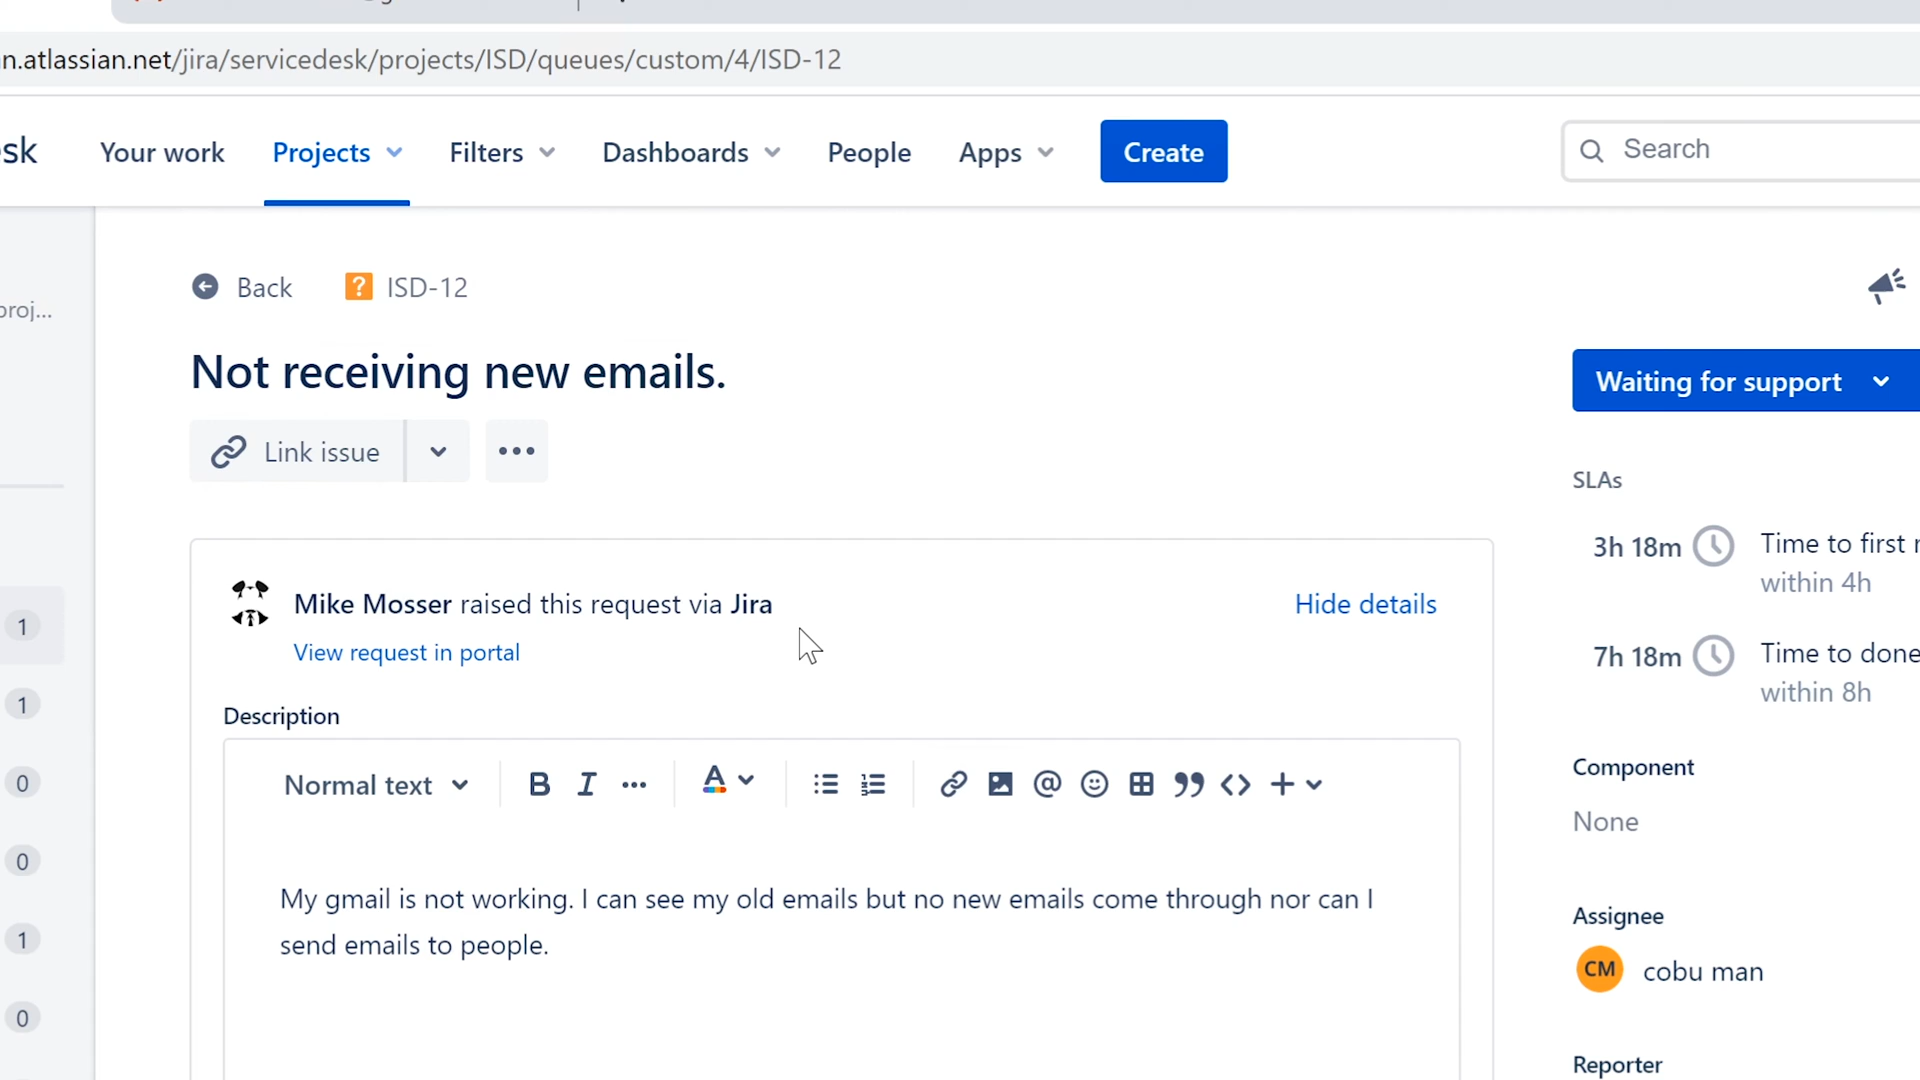 n.atlassian.net/jira/servicedesk/projects/ISD/queues/custom/4/ISD-12
sk Your work Projects Filters Dashboards People Apps Create Search
Back ISD-12
proj...
Not receiving new emails.
Waiting for support
Link issue
SLAs
3h 18m Time to first
within 4h
Mike Mosser raised this request via Jira Hide details
View request in portal
7h 18m Time to done
within 8h
1
1
0
0
1
0
Description
Normal text B I A @
Component
None
My gmail is not working. I can see my old emails but no new emails come through nor can I
send emails to people.
Assignee
CM cobu man
Reporter